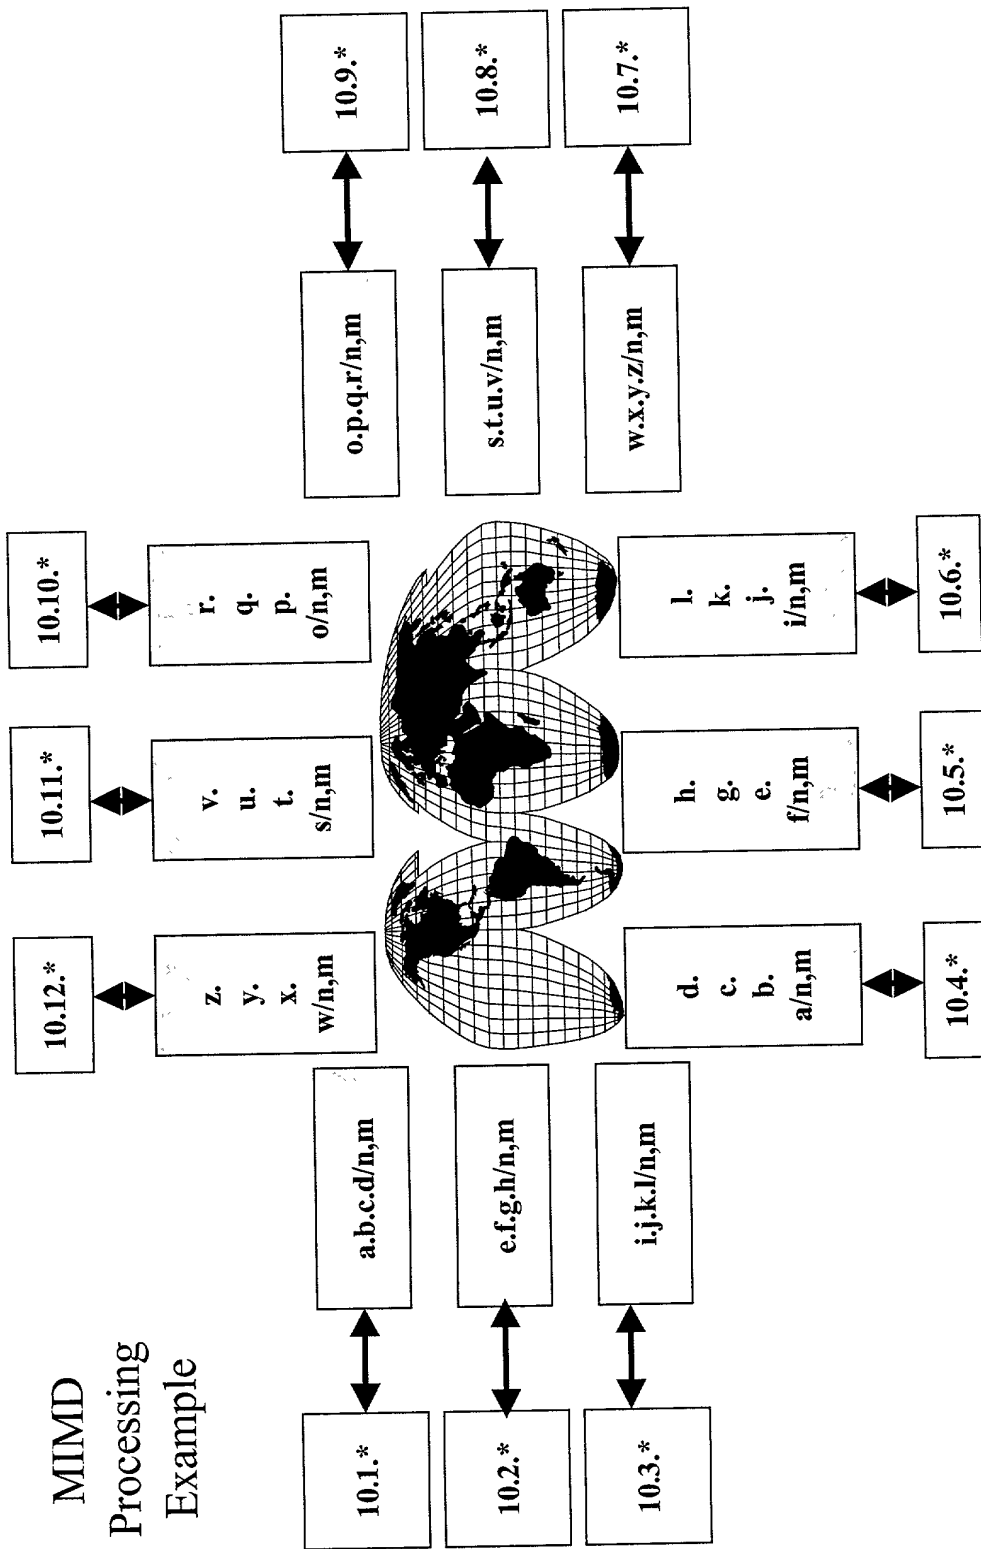 MIMD
Processing
Example
10.12.*
10.11.*
10.10.*
z.
y.
x.
w/n,m
v.
u.
t.
s/n,m
r.
q.
p.
o/n,m
10.1.*
a.b.c.d/n,m
o.p.q.r/n,m
10.9.*
10.2.*
e.f.g.h/n,m
s.t.u.v/n,m
10.8.*
10.3.*
i.j.k.l/n,m
w.x.y.z/n,m
10.7.*
d.
c.
b.
a/n,m
h.
g.
e.
f/n,m
l.
k.
j.
i/n,m
10.4.*
10.5.*
10.6.*